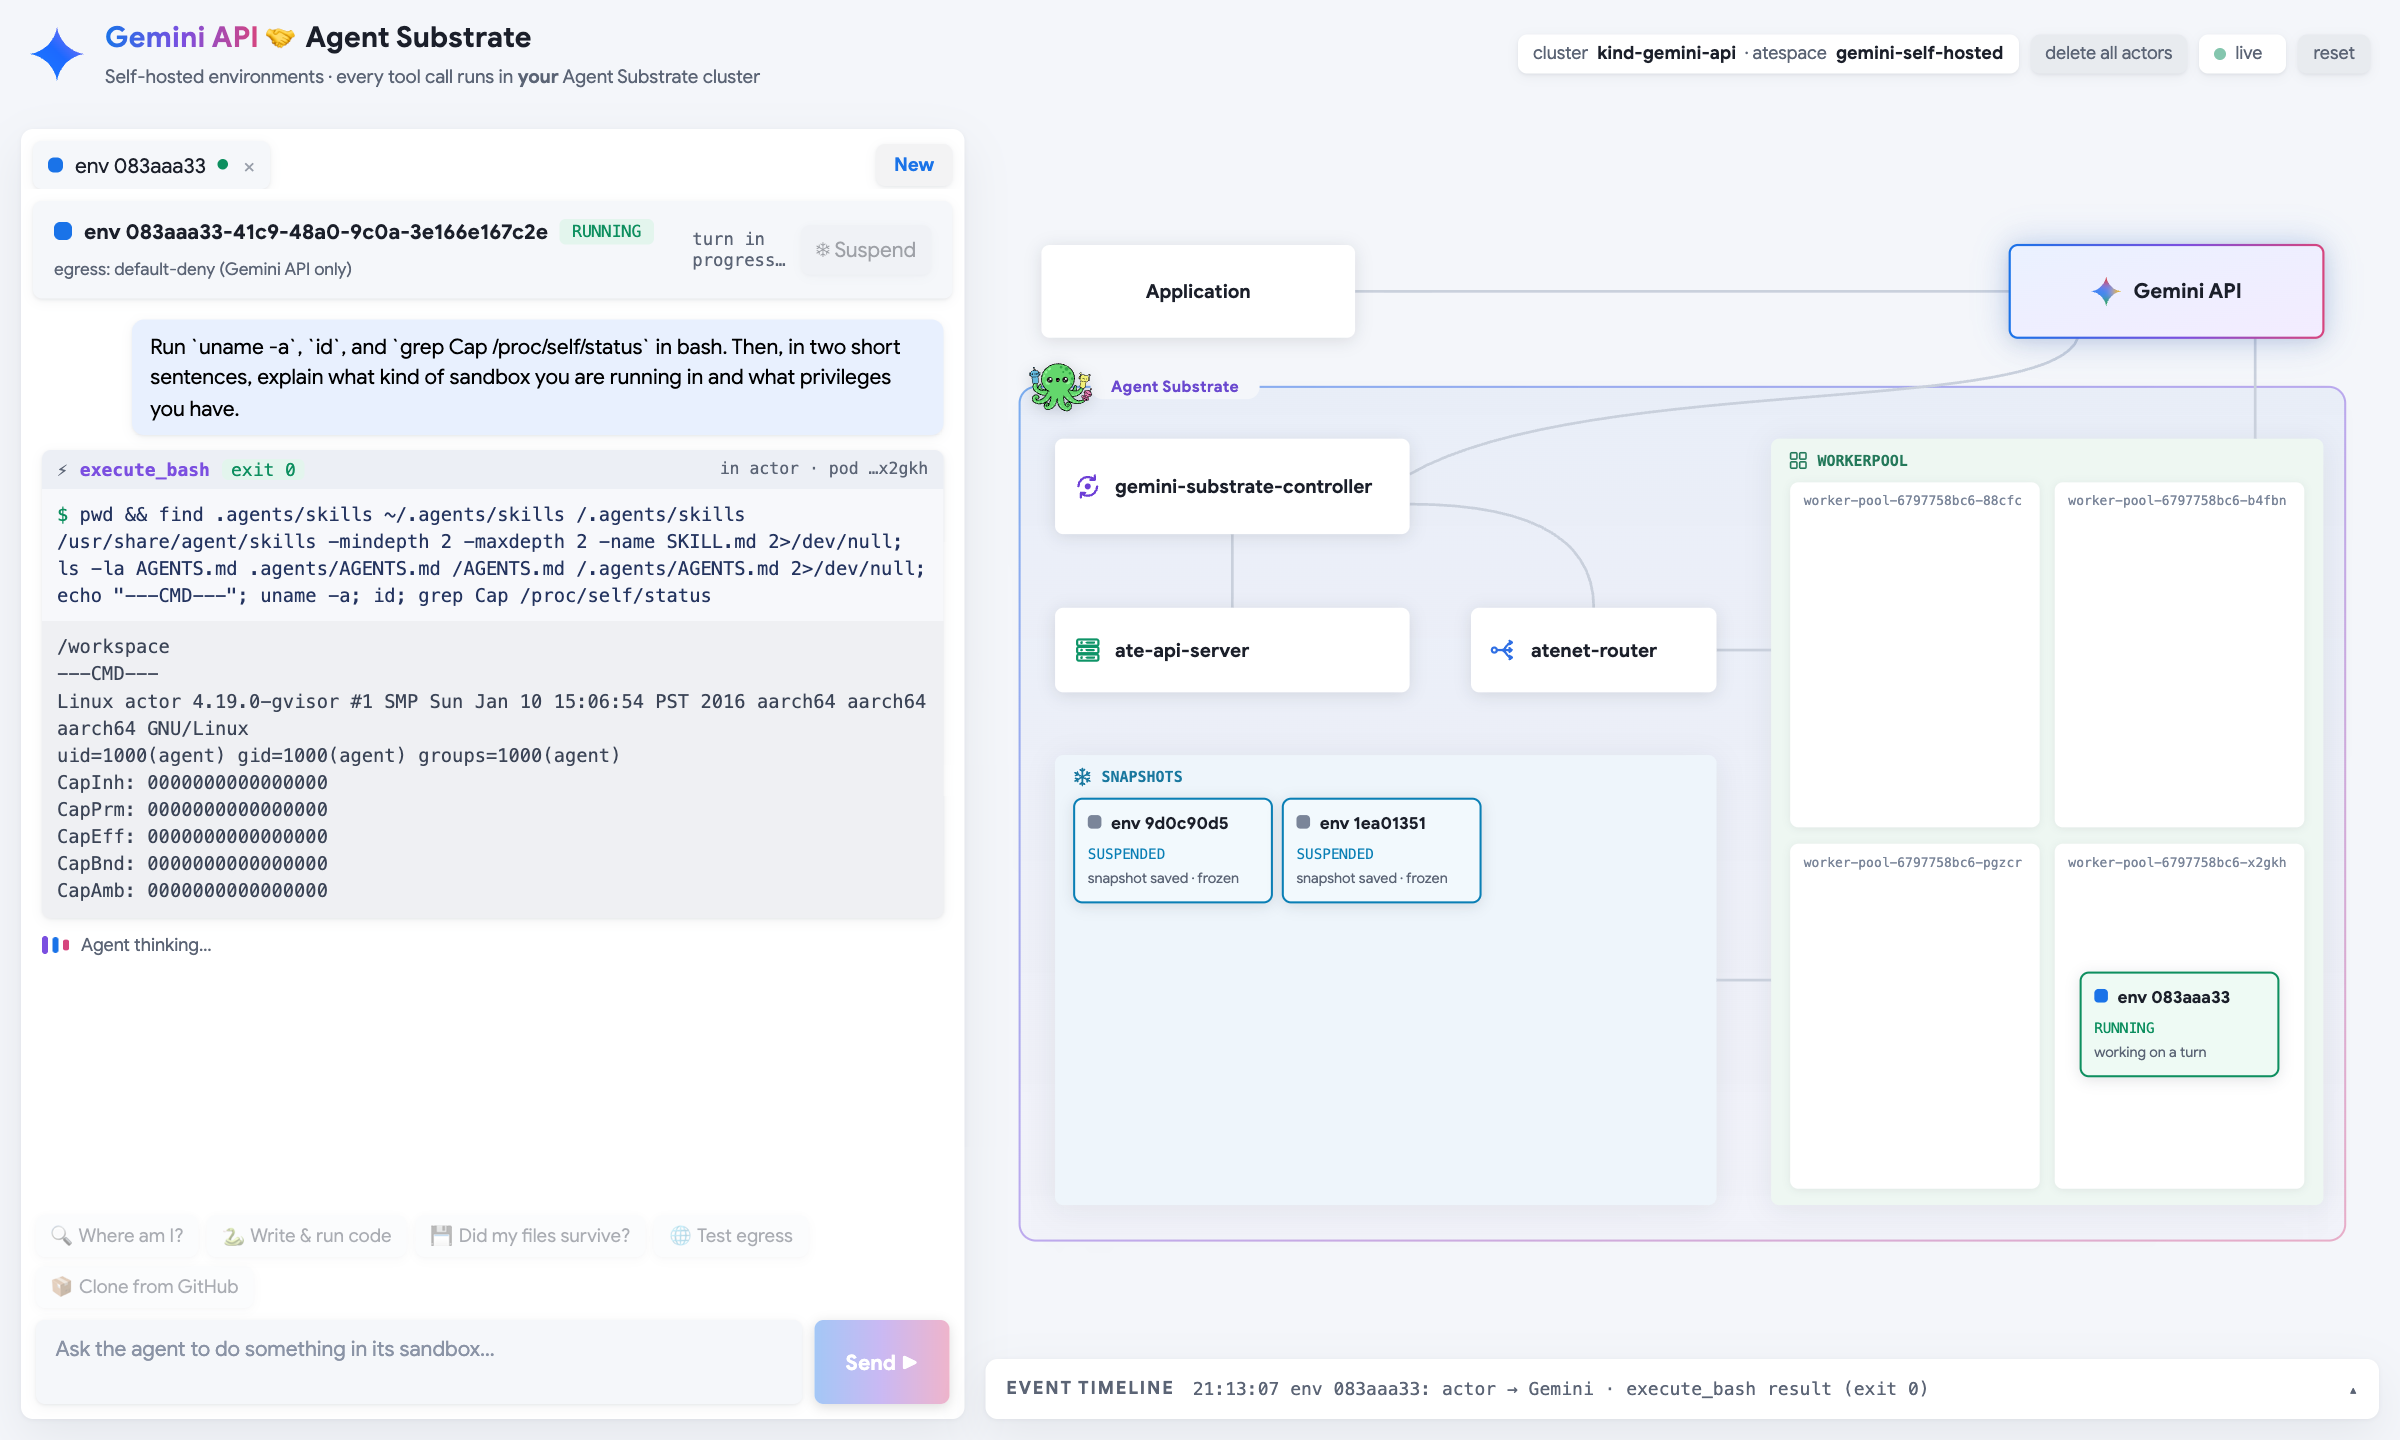 Gemini API 🤝 Agent Substrate
Self-hosted environments · every tool call runs in your Agent Substrate cluster
cluster kind-gemini-api · atespace gemini-self-hosted
delete all actors
live
reset
env 083aaa33 ×
New
env 083aaa33-41c9-48a0-9c0a-3e166e167c2e RUNNING
egress: default-deny (Gemini API only)
turn in
progress…
❄ Suspend
Run `uname -a`, `id`, and `grep Cap /proc/self/status` in bash. Then, in two short
sentences, explain what kind of sandbox you are running in and what privileges
you have.
⚡ execute_bash exit 0
in actor · pod …x2gkh
$ pwd && find .agents/skills ~/.agents/skills /.agents/skills
/usr/share/agent/skills -mindepth 2 -maxdepth 2 -name SKILL.md 2>/dev/null;
ls -la AGENTS.md .agents/AGENTS.md /AGENTS.md /.agents/AGENTS.md 2>/dev/null;
echo "---CMD---"; uname -a; id; grep Cap /proc/self/status
/workspace
---CMD---
Linux actor 4.19.0-gvisor #1 SMP Sun Jan 10 15:06:54 PST 2016 aarch64 aarch64
aarch64 GNU/Linux
uid=1000(agent) gid=1000(agent) groups=1000(agent)
CapInh: 0000000000000000
CapPrm: 0000000000000000
CapEff: 0000000000000000
CapBnd: 0000000000000000
CapAmb: 0000000000000000
Agent thinking…
🔍 Where am I?
🐍 Write & run code
💾 Did my files survive?
🌐 Test egress
📦 Clone from GitHub
Ask the agent to do something in its sandbox…
Send ▶
Application
Gemini API
Agent Substrate
gemini-substrate-controller
ate-api-server
atenet-router
SNAPSHOTS
env 9d0c90d5
SUSPENDED
snapshot saved · frozen
env 1ea01351
SUSPENDED
snapshot saved · frozen
WORKERPOOL
worker-pool-6797758bc6-88cfc
worker-pool-6797758bc6-b4fbn
worker-pool-6797758bc6-pgzcr
worker-pool-6797758bc6-x2gkh
env 083aaa33
RUNNING
working on a turn
EVENT TIMELINE 21:13:07 env 083aaa33: actor → Gemini · execute_bash result (exit 0) ▲